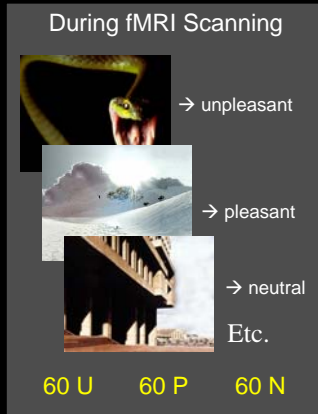 During fMRI Scanning
→ unpleasant
→ pleasant
→ neutral
Etc.
60 U 60 P 60 N